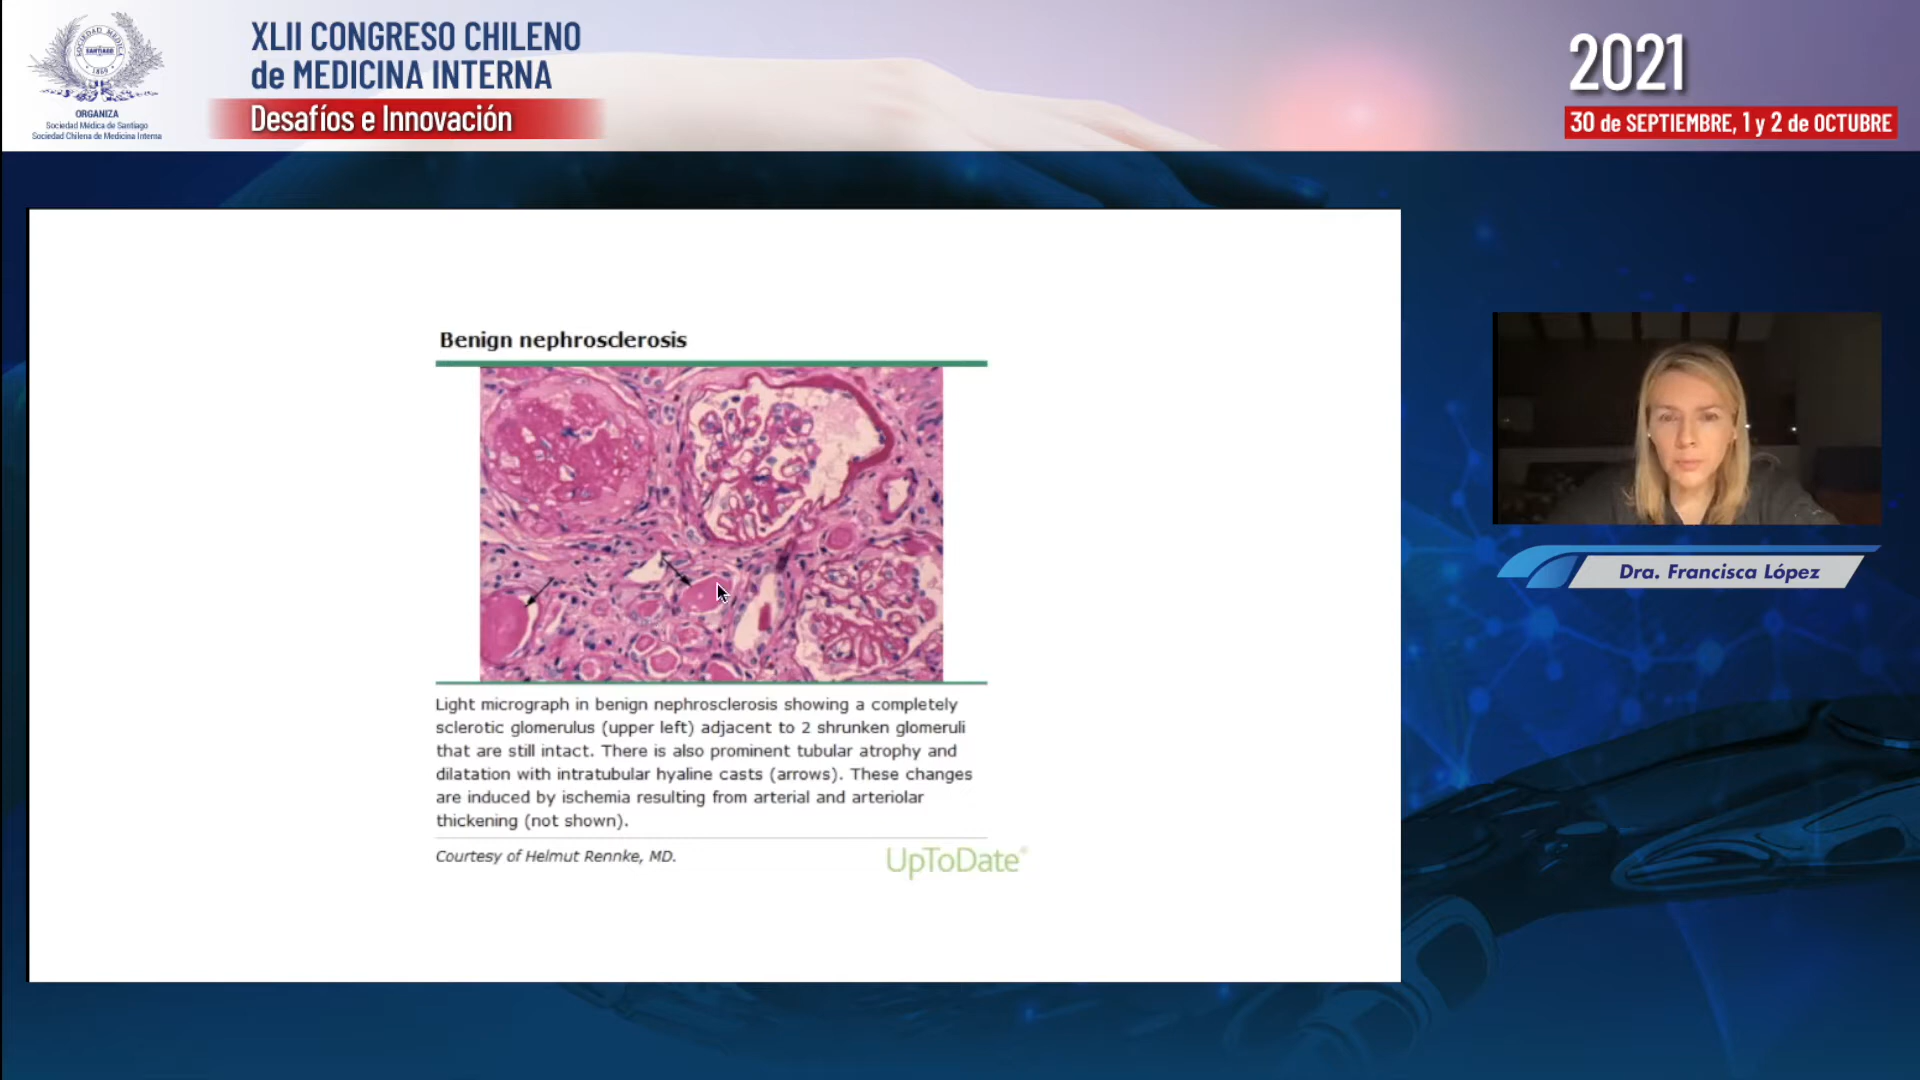 SOCIEDAD MEDICA
SANTIAGO
1869
ORGANIZA
Sociedad Médica de Santiago
Sociedad Chilena de Medicina Interna
XLII CONGRESO CHILENO
de MEDICINA INTERNA
Desafíos e Innovación
2021
30 de SEPTIEMBRE, 1 y 2 de OCTUBRE
Benign nephrosclerosis
Light micrograph in benign nephrosclerosis showing a completely
sclerotic glomerulus (upper left) adjacent to 2 shrunken glomeruli
that are still intact. There is also prominent tubular atrophy and
dilatation with intratubular hyaline casts (arrows). These changes
are induced by ischemia resulting from arterial and arteriolar
thickening (not shown).
Courtesy of Helmut Rennke, MD.
UpToDate®
Dra. Francisca López